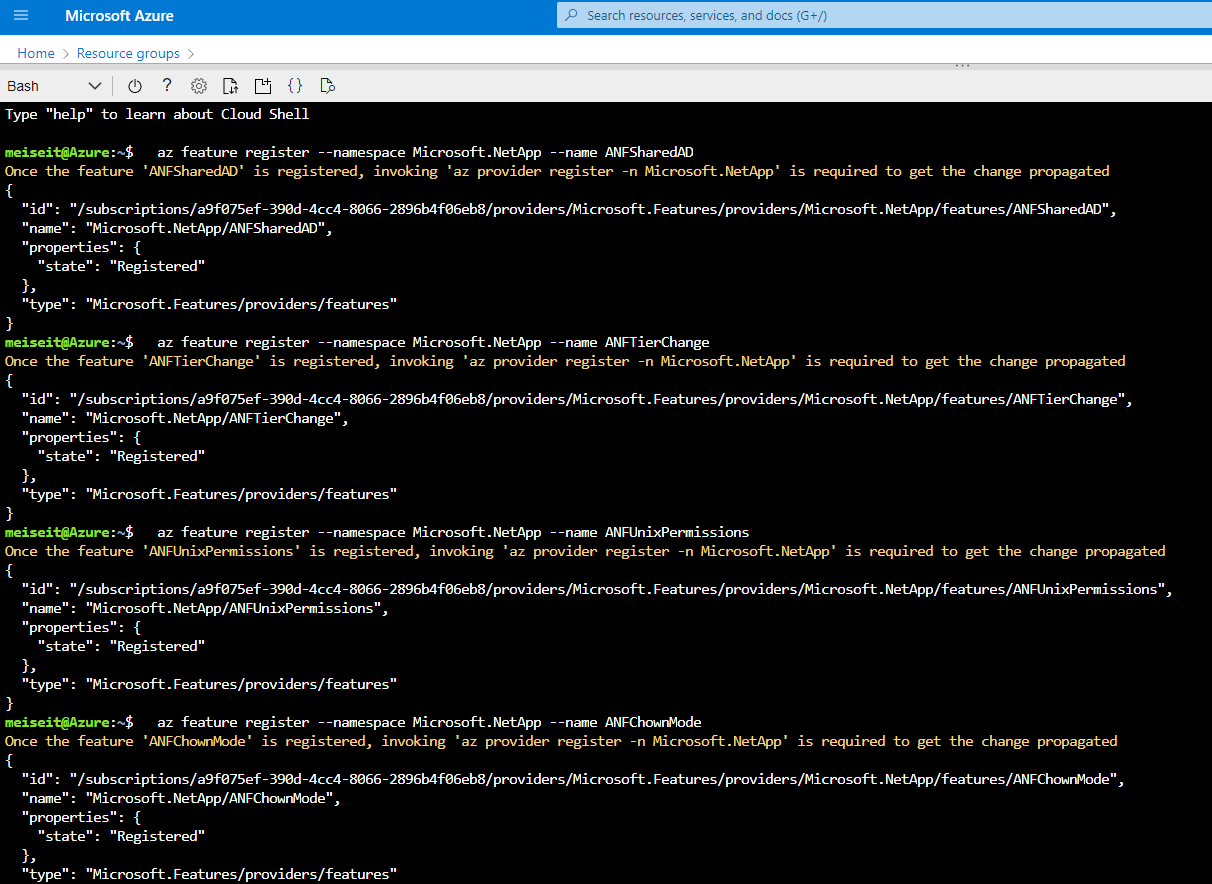 Microsoft Azure
Search resources, services, and docs (G+/)
Home > Resource groups >
Bash
Type "help" to learn about Cloud Shell
meiseit@Azure:~$   az feature register --namespace Microsoft.NetApp --name ANFSharedAD
Once the feature 'ANFSharedAD' is registered, invoking 'az provider register -n Microsoft.NetApp' is required to get the change propagated
{
  "id": "/subscriptions/a9f075ef-390d-4cc4-8066-2896b4f06eb8/providers/Microsoft.Features/providers/Microsoft.NetApp/features/ANFSharedAD",
  "name": "Microsoft.NetApp/ANFSharedAD",
  "properties": {
    "state": "Registered"
  },
  "type": "Microsoft.Features/providers/features"
}
meiseit@Azure:~$   az feature register --namespace Microsoft.NetApp --name ANFTierChange
Once the feature 'ANFTierChange' is registered, invoking 'az provider register -n Microsoft.NetApp' is required to get the change propagated
{
  "id": "/subscriptions/a9f075ef-390d-4cc4-8066-2896b4f06eb8/providers/Microsoft.Features/providers/Microsoft.NetApp/features/ANFTierChange",
  "name": "Microsoft.NetApp/ANFTierChange",
  "properties": {
    "state": "Registered"
  },
  "type": "Microsoft.Features/providers/features"
}
meiseit@Azure:~$   az feature register --namespace Microsoft.NetApp --name ANFUnixPermissions
Once the feature 'ANFUnixPermissions' is registered, invoking 'az provider register -n Microsoft.NetApp' is required to get the change propagated
{
  "id": "/subscriptions/a9f075ef-390d-4cc4-8066-2896b4f06eb8/providers/Microsoft.Features/providers/Microsoft.NetApp/features/ANFUnixPermissions",
  "name": "Microsoft.NetApp/ANFUnixPermissions",
  "properties": {
    "state": "Registered"
  },
  "type": "Microsoft.Features/providers/features"
}
meiseit@Azure:~$   az feature register --namespace Microsoft.NetApp --name ANFChownMode
Once the feature 'ANFChownMode' is registered, invoking 'az provider register -n Microsoft.NetApp' is required to get the change propagated
{
  "id": "/subscriptions/a9f075ef-390d-4cc4-8066-2896b4f06eb8/providers/Microsoft.Features/providers/Microsoft.NetApp/features/ANFChownMode",
  "name": "Microsoft.NetApp/ANFChownMode",
  "properties": {
    "state": "Registered"
  },
  "type": "Microsoft.Features/providers/features"